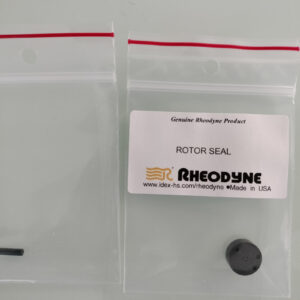 Genuine Rheodyne Product
ROTOR SEAL
RHEODYNE
www.idex-hs.com/rheodyne •Made in USA